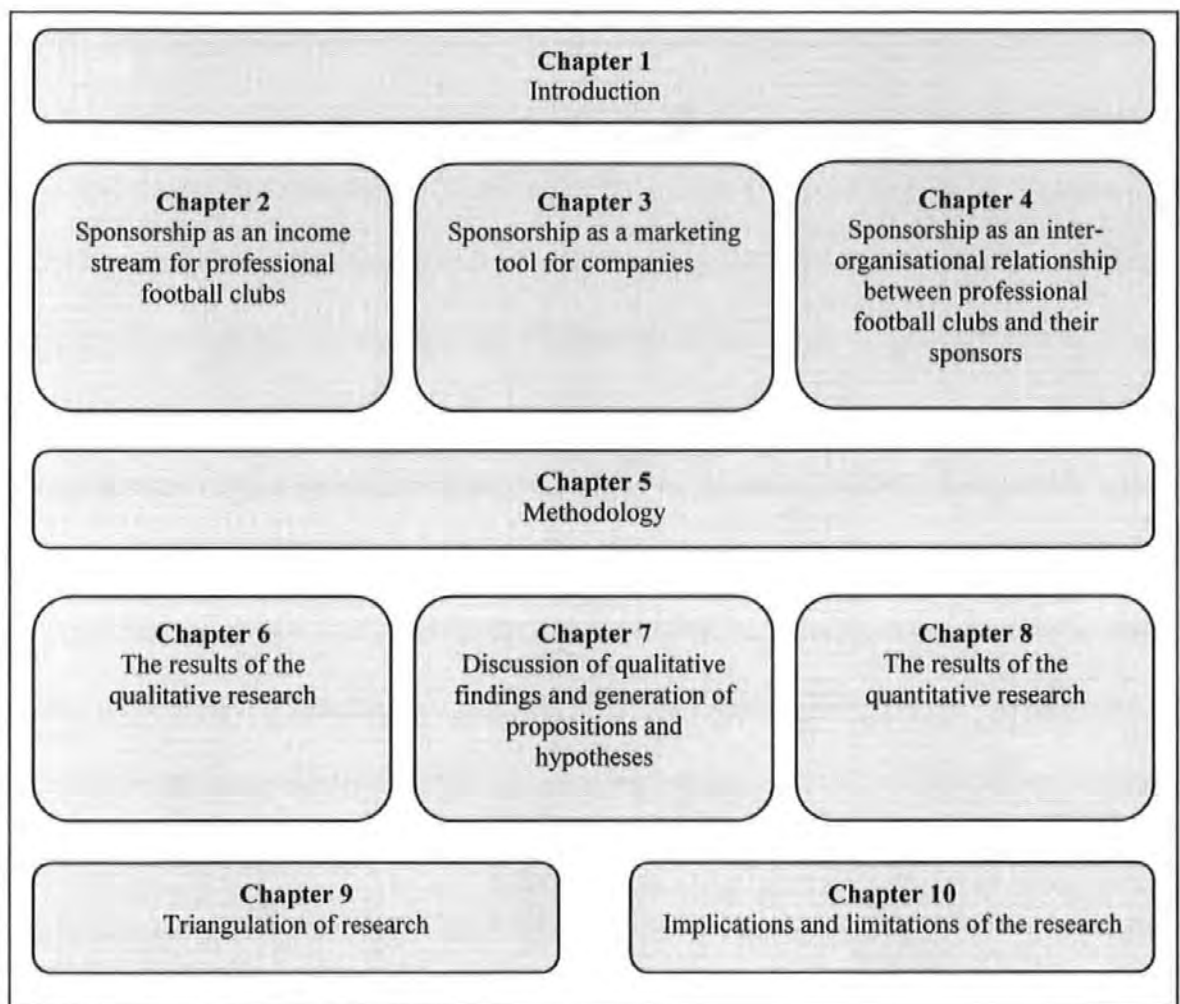 Chapter 1
Introduction
Chapter 2
Sponsorship as an income
stream for professional
football clubs
Chapter 3
Sponsorship as a marketing
tool for companies
Chapter 4
Sponsorship as an inter-
organisational relationship
between professional
football clubs and their
sponsors
Chapter 5
Methodology
Chapter 6
The results of the
qualitative research
Chapter 7
Discussion of qualitative
findings and generation of
propositions and
hypotheses
Chapter 8
The results of the
quantitative research
Chapter 9
Triangulation of research
Chapter 10
Implications and limitations of the research